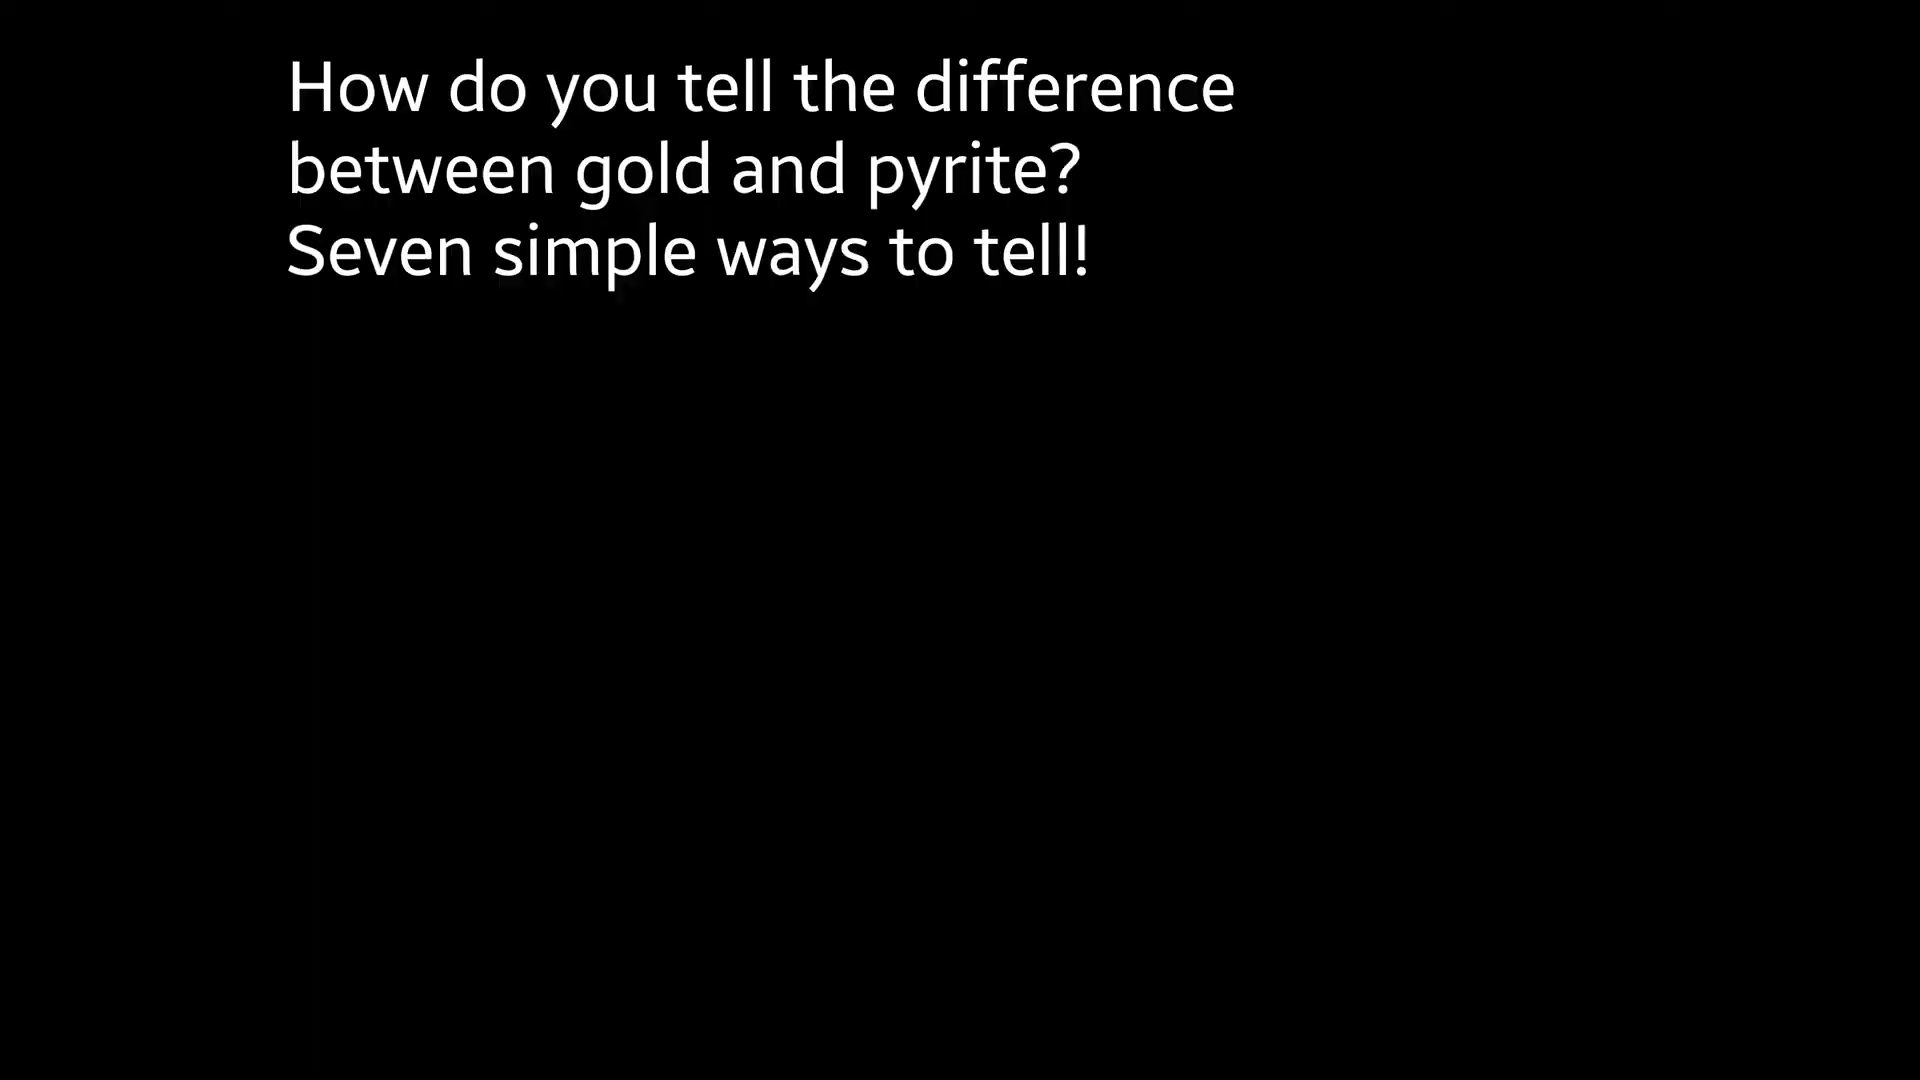 How do you tell the difference
between gold and pyrite?
Seven simple ways to tell!